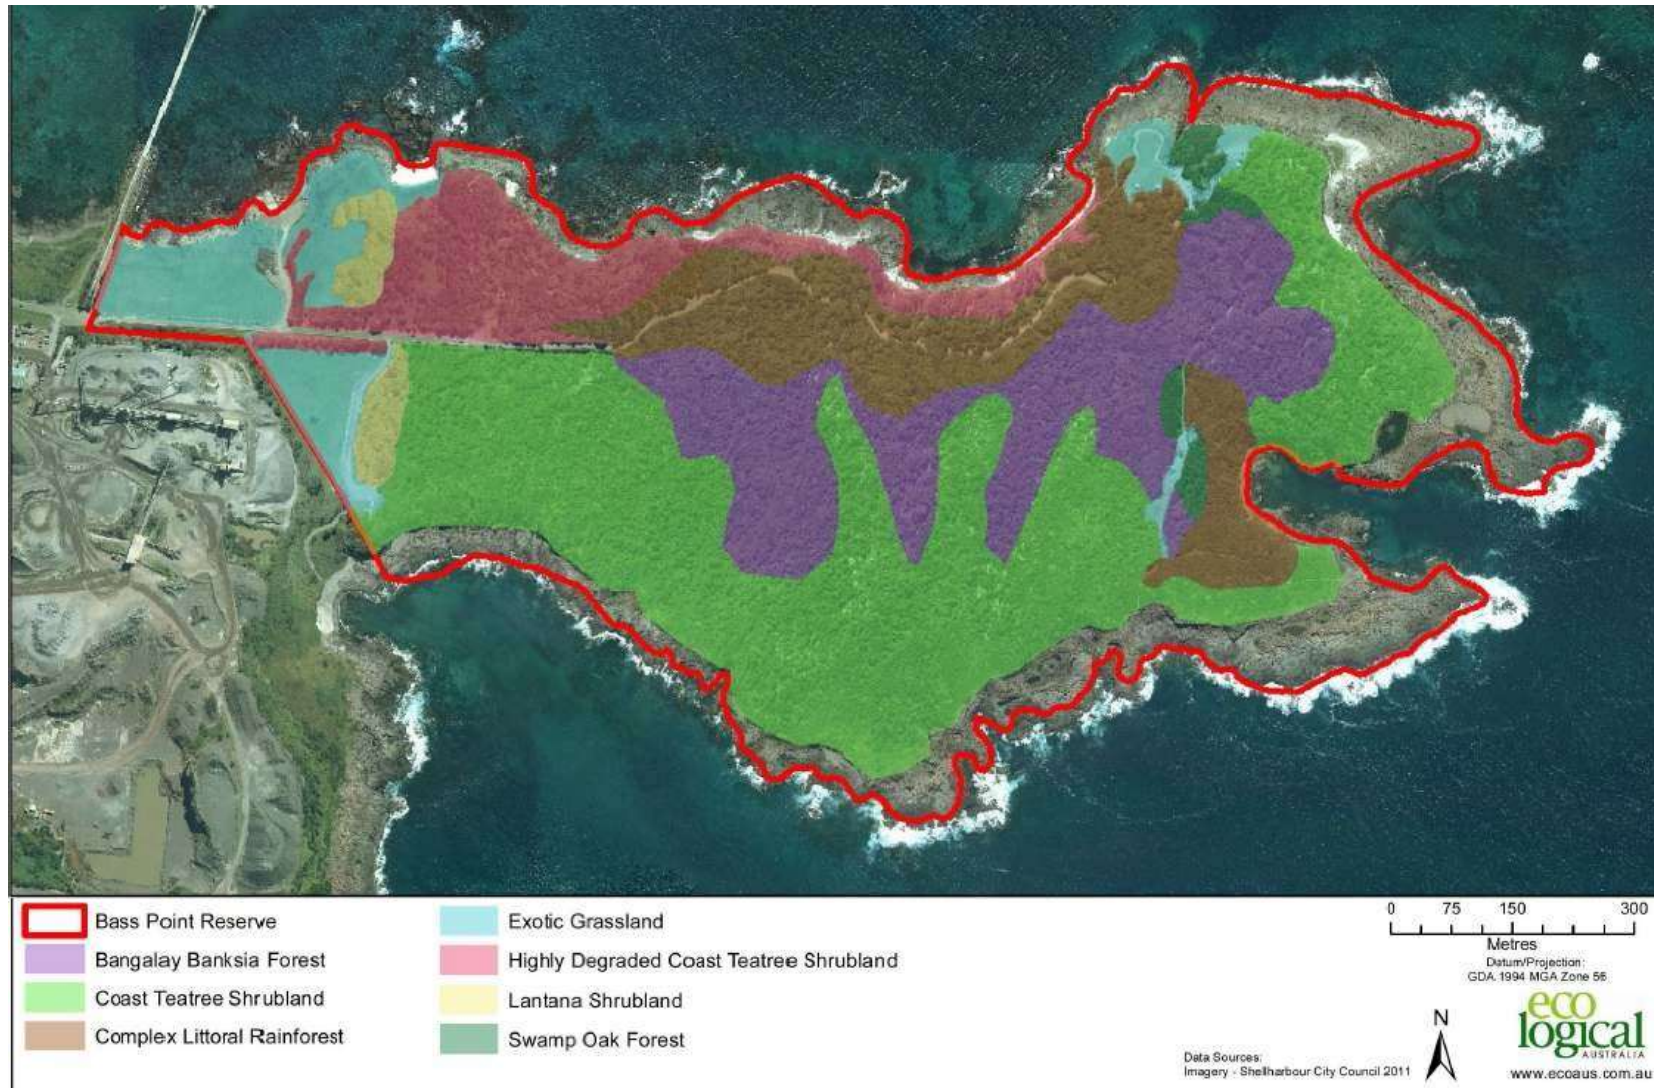 Bass Point Reserve
Bangalay Banksia Forest
Coast Teatree Shrubland
Complex Littoral Rainforest
Exotic Grassland
Highly Degraded Coast Teatree Shrubland
Lantana Shrubland
Swamp Oak Forest
0 75 150 300
Metres
Datum/Projection:
GDA 1994 MGA Zone 56
N
Data Sources:
Imagery - Shellharbour City Council 2011
eco
logical
AUSTRALIA
www.ecoaus.com.au